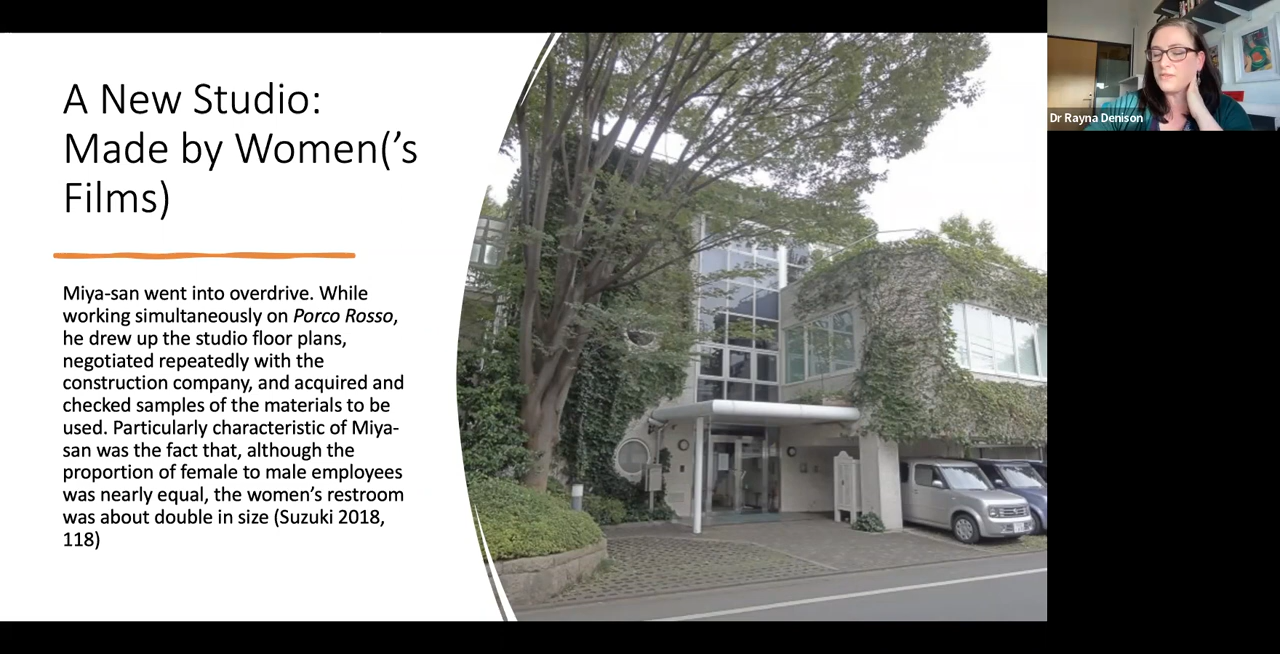 A New Studio:
Made by Women(’s
Films)
Miya-san went into overdrive. While
working simultaneously on Porco Rosso,
he drew up the studio floor plans,
negotiated repeatedly with the
construction company, and acquired and
checked samples of the materials to be
used. Particularly characteristic of Miya-
san was the fact that, although the
proportion of female to male employees
was nearly equal, the women’s restroom
was about double in size (Suzuki 2018,
118)
Dr Rayna Denison